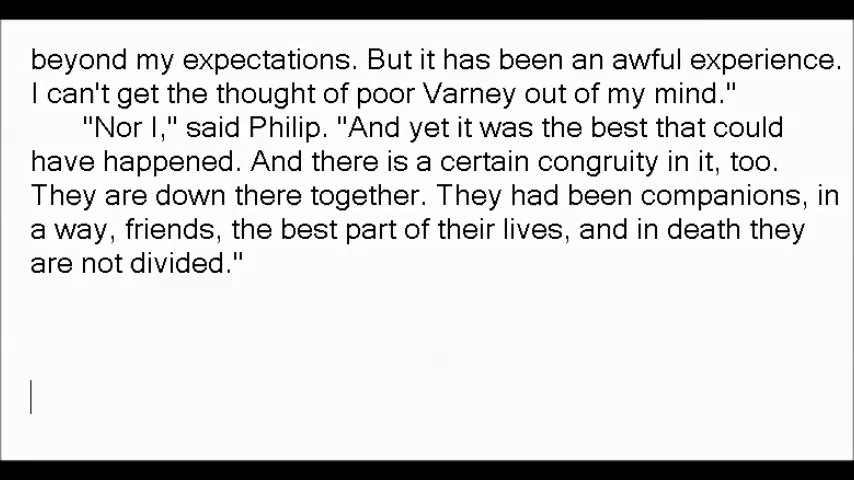 beyond my expectations. But it has been an awful experience.
I can't get the thought of poor Varney out of my mind."
"Nor I," said Philip. "And yet it was the best that could
have happened. And there is a certain congruity in it, too.
They are down there together. They had been companions, in
a way, friends, the best part of their lives, and in death they
are not divided."